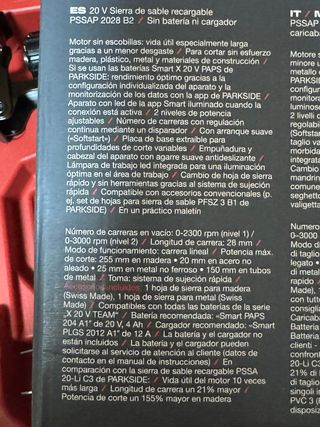 ES 20 V Sierra de sable recargable
PSSAP 2028 B2 / Sin batería ni cargador
Motor sin escobillas: vida útil especialmente larga
gracias a un menor desgaste / Para cortar sin esfuerzo
madera, plástico, metal y materiales de construcción /
Si se usan las baterías Smart X 20 V PAPS de
PARKSIDE: rendimiento óptimo gracias a la
configuración individualizada del aparato y la
monitorización de los datos con la app de PARKSIDE /
Aparato con led de la app Smart iluminado cuando la
conexión está activa / 2 niveles de potencia
ajustables / Número de carreras con regulación
continua mediante un disparador / Con arranque suave
(«Softstart») / Placa de base extraíble para
profundidades de corte variables / Empuñadura y
cabezal del aparato con agarre suave antideslizante /
Lámpara de trabajo led integrada para una iluminación
óptima en el área de trabajo / Cambio de hoja de sierra
rápido y sin herramientas gracias al sistema de sujeción
rápida / Compatible con accesorios convencionales (p.
ej. set de hojas para sierra de sable PFSZ 3 B1 de
PARKSIDE) / En un práctico maletín
Número de carreras en vacío: 0-2300 rpm (nivel 1) /
0-3000 rpm (nivel 2) / Longitud de carrera: 28 mm /
Modo de funcionamiento: carrera lineal / Potencia máx.
de corte: 255 mm en madera • 20 mm en acero no
aleado • 25 mm en metal no ferroso • 150 mm en tubos
de metal / Toma: sistema de sujeción rápida /
Accesorios incluidos: 1 hoja de sierra para madera
(Swiss Made), 1 hoja de sierra para metal (Swiss
Made) / Compatible con todas las baterías de la serie
„X 20 V TEAM“ / Batería recomendada: «Smart PAPS
204 A1“ de 20 V, 4 Ah / Cargador recomendado: «Smart
PLGS 2012 A1“ de 12 A / La batería y el cargador no
están incluidos / La batería y el cargador pueden
solicitarse al servicio de atención al cliente (datos de
contacto en el manual de instrucciones) / En
comparación con la sierra de sable recargable PSSA
20-Li C3 de PARKSIDE: / Vida útil del motor 10 veces
más larga / Número de carreras un 21% mayor /
Potencia de corte un 155% mayor en madera
IT / M
PSSAP
caricaba